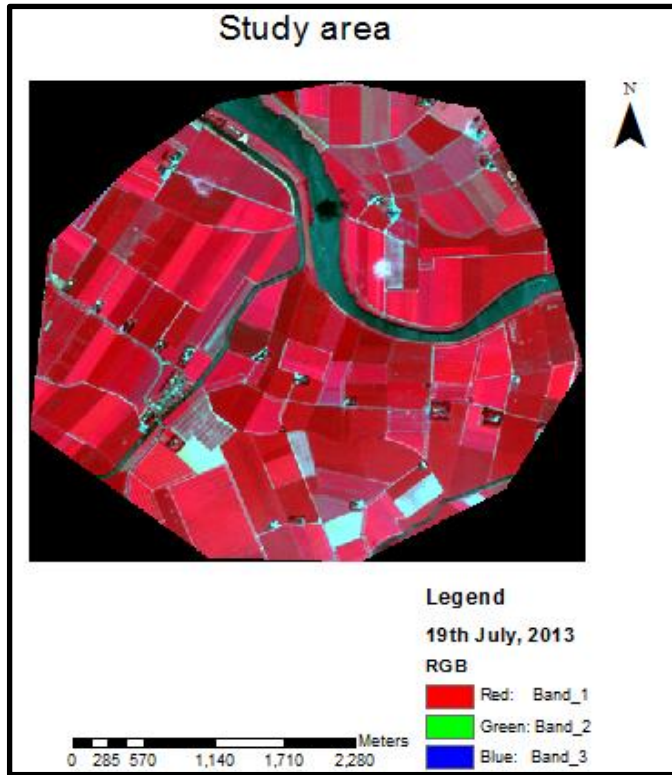 Study area
N
Legend
19th July, 2013
RGB
Red: Band_1
Green: Band_2
Blue: Band_3
Meters
0 285 570 1,140 1,710 2,280